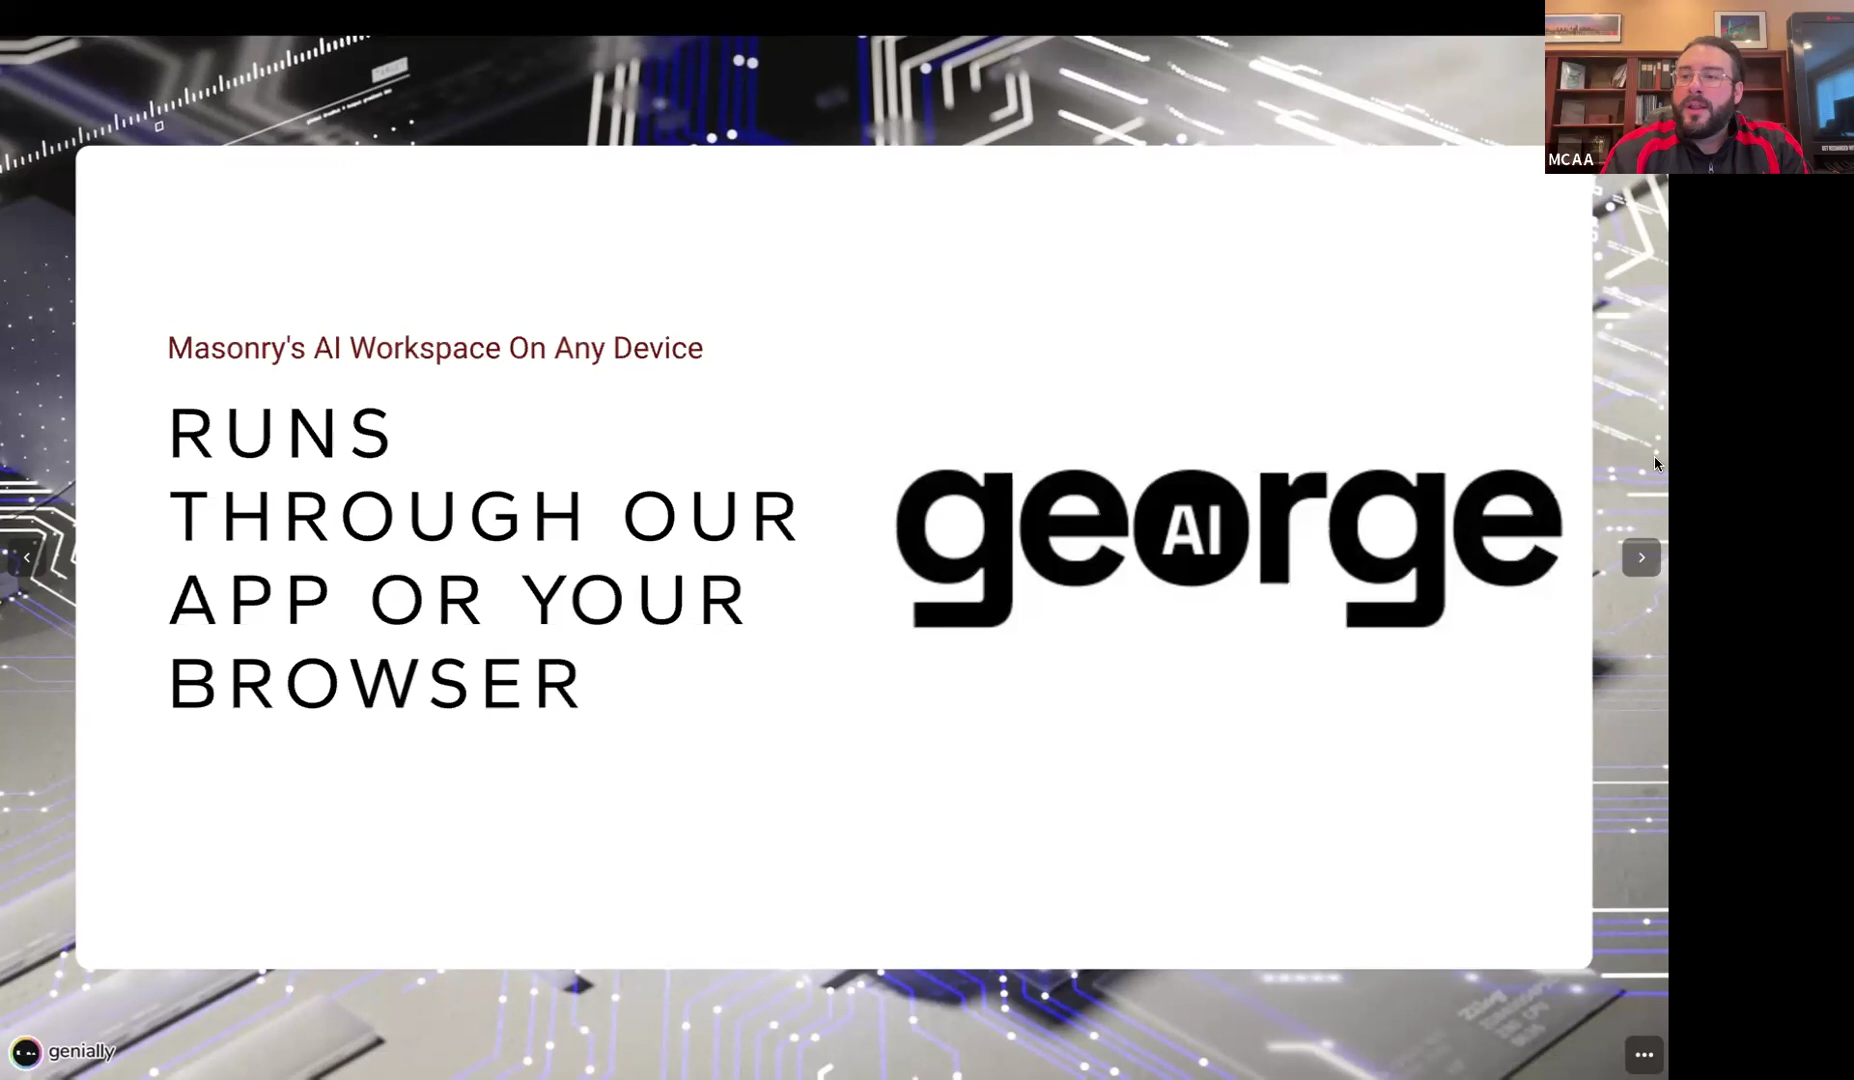 MCAA
Masonry's AI Workspace On Any Device
RUNS
THROUGH OUR
APP OR YOUR
BROWSER
george
AI
genially